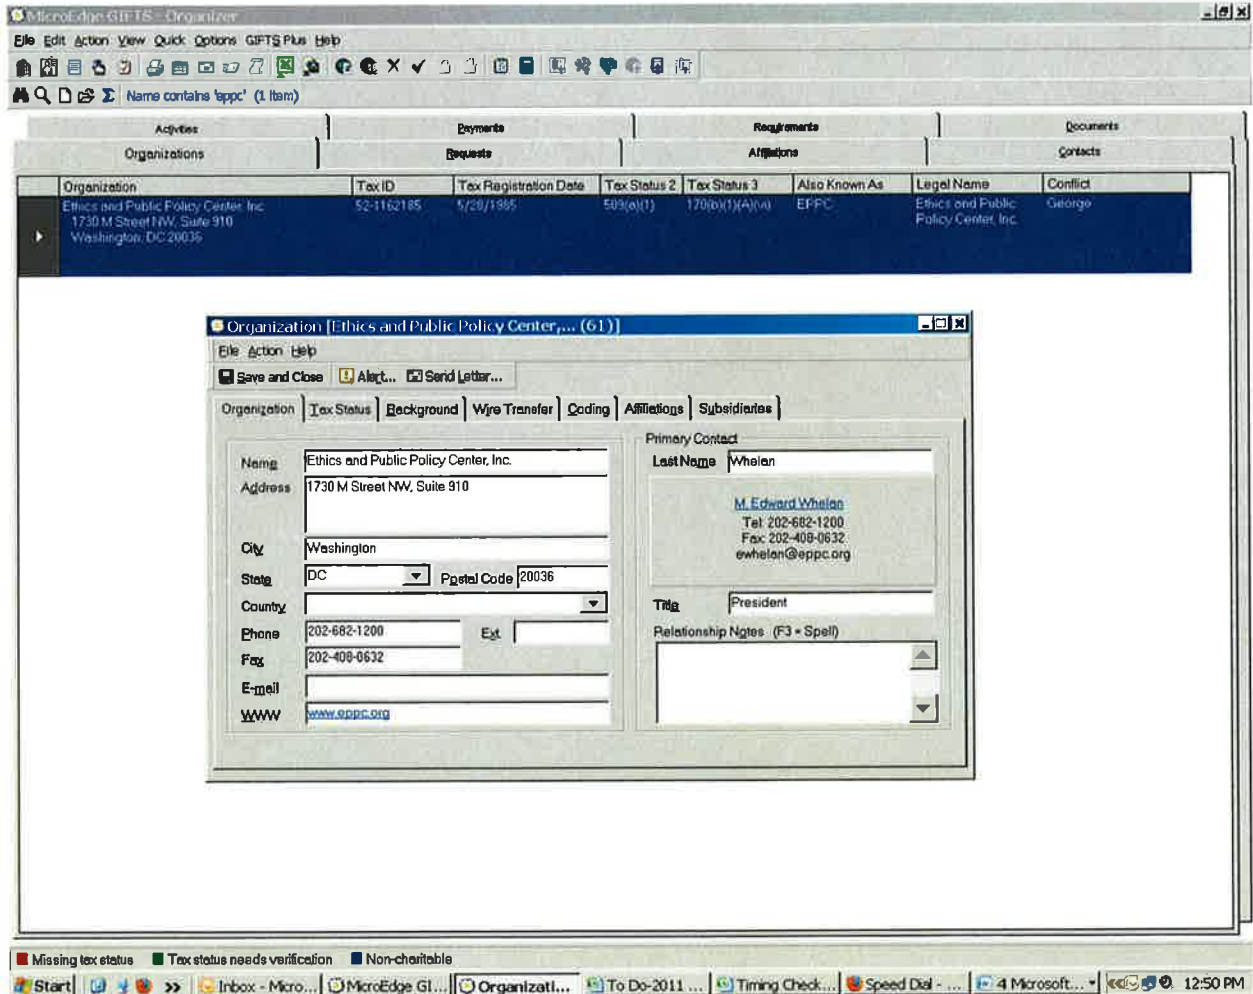 MicroEdge GIFTS - Organizer
File Edit Action View Quick Options GIFTS Plus Help
Name contains 'eppc' (1 item)
Activities Payments Requirements Documents
Organizations Requests Affiliations Contacts
Organization Tax ID Tax Registration Date Tax Status 2 Tax Status 3 Also Known As Legal Name Conflict
Ethics and Public Policy Center, Inc. 52-1162185 5/20/1985 509(a)(1) 170(b)(1)(A)(vi) EPPC Ethics and Public George
1730 M Street NW, Suite 910 Policy Center, Inc.
Washington, DC 20036
Organization [Ethics and Public Policy Center,... (61)]
File Action Help
Save and Close Alert... Send Letter...
Organization Tax Status Background Wire Transfer Coding Affiliations Subsidiaries
Primary Contact
Name Ethics and Public Policy Center, Inc. Last Name Whelan
Address 1730 M Street NW, Suite 910
M. Edward Whelan
Tel: 202-682-1200
Fax: 202-408-0632
ewhelan@eppc.org
City Washington
State DC Postal Code 20036
Country
Title President
Phone 202-682-1200 Ext
Relationship Notes (F3 = Spell)
Fax 202-408-0632
E-mail
WWW www.eppc.org
Missing tax status Tax status needs verification Non-charitable
Start Inbox - Micro... MicroEdge GI... Organizati... To Do-2011 ... Timing Check... Speed Dial - ... 4 Microsoft... 12:50 PM